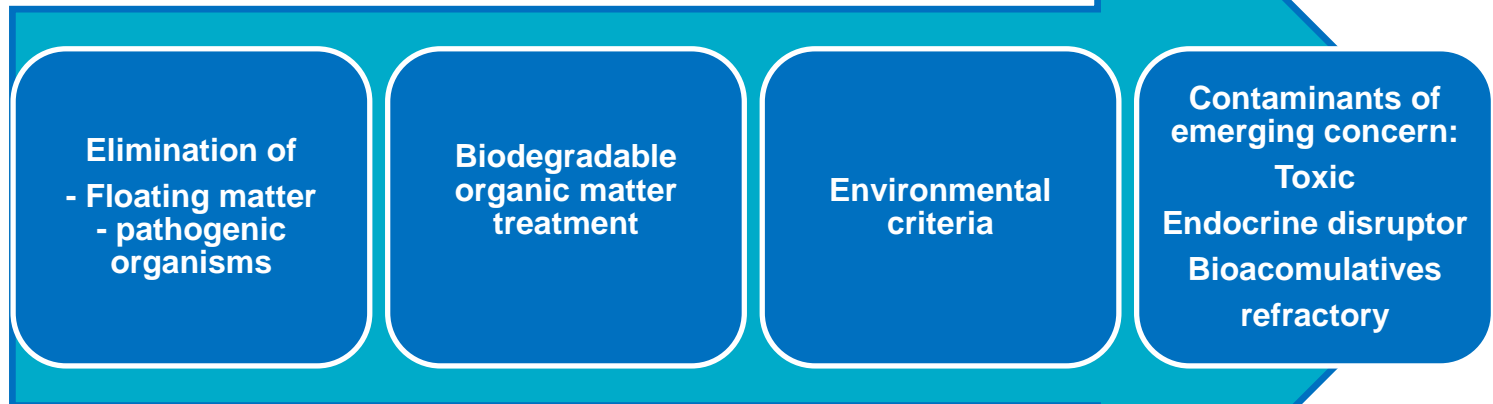 Elimination of
- Floating matter
- pathogenic
organisms
Biodegradable
organic matter
treatment
Environmental
criteria
Contaminants of
emerging concern:
Toxic
Endocrine disruptor
Bioacomulatives
refractory